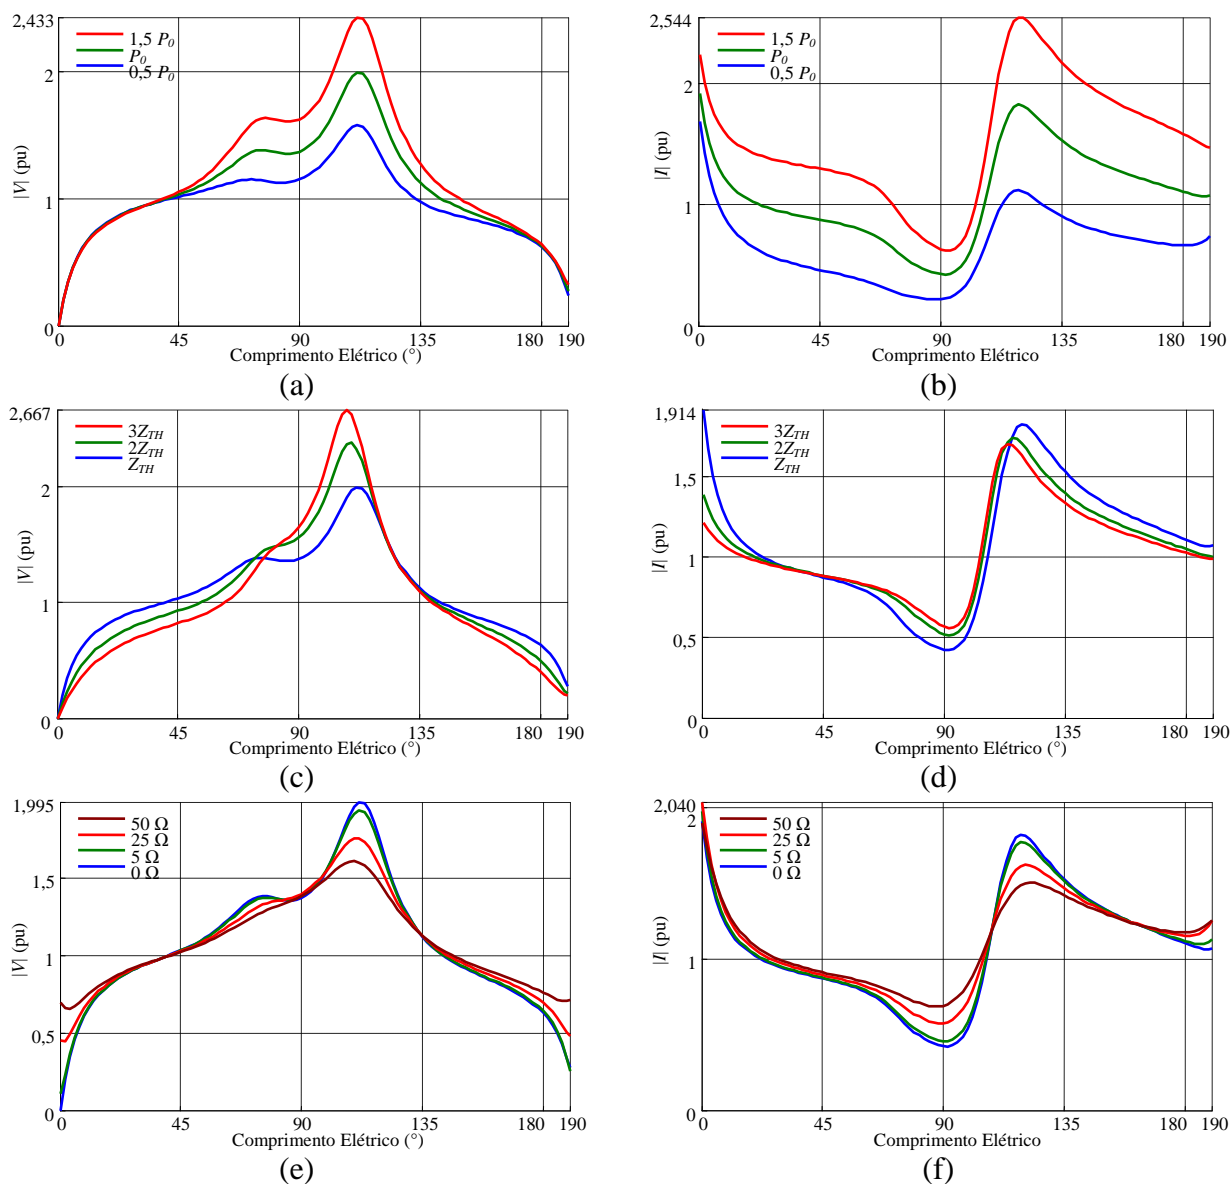 2,433
2
1
0
|V| (pu)
1,5 P0
P0
0,5 P0
0 45 90 135 180 190
Comprimento Elétrico (°)
(a)
2,544
2
1
0
|I| (pu)
1,5 P0
P0
0,5 P0
0 45 90 135 180 190
Comprimento Elétrico
(b)
2,667
2
1
0
|V| (pu)
3ZTH
2ZTH
ZTH
0 45 90 135 180 190
Comprimento Elétrico (°)
(c)
1,914
1,5
1
0,5
0
|I| (pu)
3ZTH
2ZTH
ZTH
0 45 90 135 180 190
Comprimento Elétrico
(d)
1,995
1,5
1
0,5
0
|V| (pu)
50 Ω
25 Ω
5 Ω
0 Ω
0 45 90 135 180 190
Comprimento Elétrico (°)
(e)
2,040
2
1
0
|I| (pu)
50 Ω
25 Ω
5 Ω
0 Ω
0 45 90 135 180 190
Comprimento Elétrico
(f)